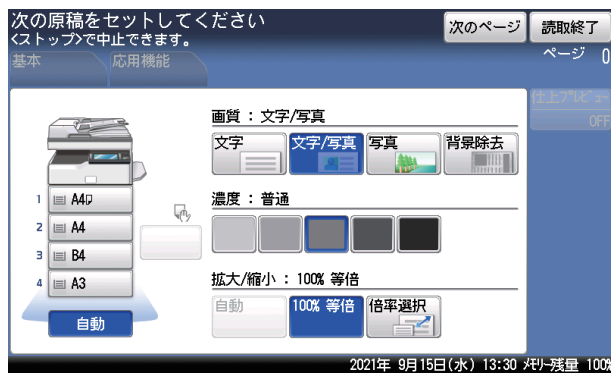 次の原稿をセットしてください
<ストップ>で中止できます。
次のページ
読取終了
ページ 0
基本
応用機能
仕上プレビュー
OFF
画質 : 文字/写真
文字
文字/写真
写真
背景除去
1 A4
2 A4
3 B4
4 A3
自動
濃度 : 普通
拡大/縮小 : 100% 等倍
自動
100% 等倍
倍率選択
2021年 9月15日(水) 13:30 メモリー残量 100%